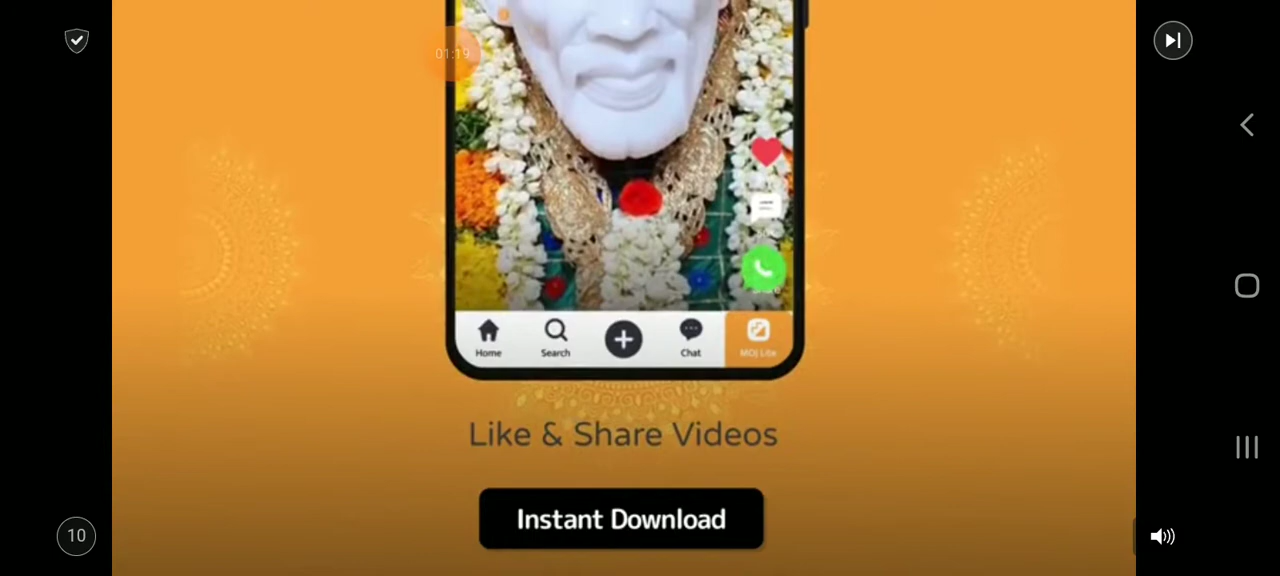 01:19
Home
Search
Chat
MOJ Lite
Like & Share Videos
Instant Download
10